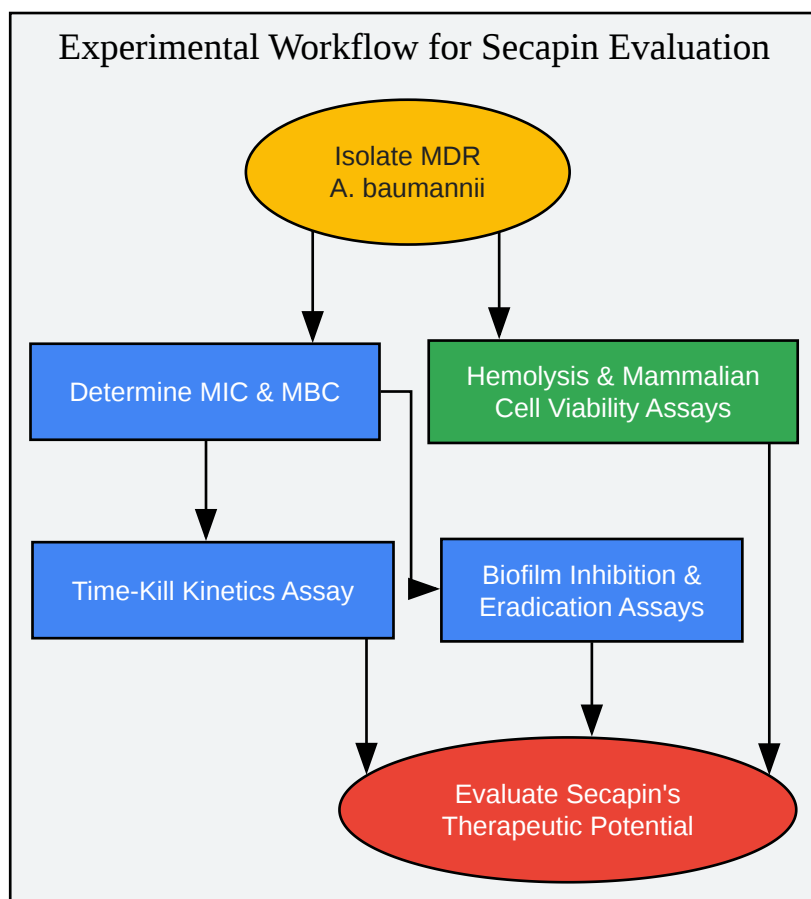 Experimental Workflow for Secapin Evaluation
Isolate MDR
A. baumannii
Determine MIC & MBC
Hemolysis & Mammalian
Cell Viability Assays
Time-Kill Kinetics Assay
Biofilm Inhibition &
Eradication Assays
Evaluate Secapin's
Therapeutic Potential